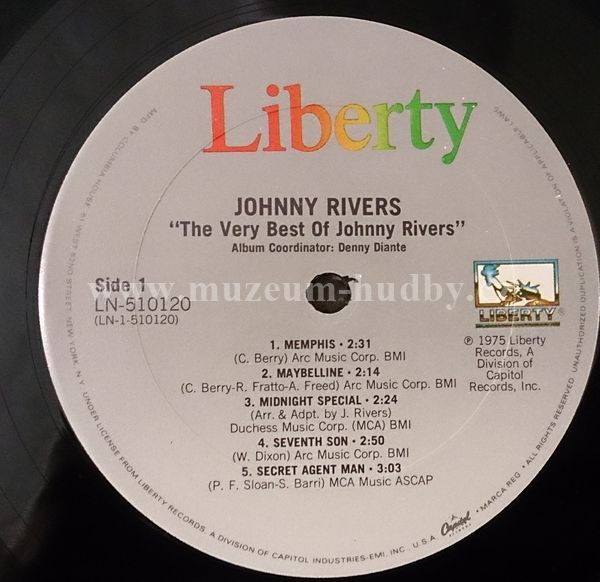 Liberty
JOHNNY RIVERS
"The Very Best Of Johnny Rivers"
Album Coordinator: Denny Diante
Side 1
LN-510120
(LN-1-510120)
www.muzeum-hudby.
LIBERTY®
℗ 1975 Liberty
Records, A
Division of
Capitol
Records, Inc.
1. MEMPHIS • 2:31
(C. Berry) Arc Music Corp. BMI
2. MAYBELLINE • 2:14
(C. Berry-R. Fratto-A. Freed) Arc Music Corp. BMI
3. MIDNIGHT SPECIAL • 2:24
(Arr. & Adpt. by J. Rivers)
Duchess Music Corp. (MCA) BMI
4. SEVENTH SON • 2:50
(W. Dixon) Arc Music Corp. BMI
5. SECRET AGENT MAN • 3:03
(P. F. Sloan-S. Barri) MCA Music ASCAP
Capitol
MFD. BY COLUMBIA HOUSE, 51 WEST 52ND STREET, NEW YORK, N.Y. UNDER LICENSE FROM LIBERTY RECORDS, A DIVISION OF CAPITOL INDUSTRIES-EMI, INC., U.S.A. • MARCA REG. • ALL RIGHTS RESERVED. UNAUTHORIZED DUPLICATION IS A VIOLATION OF APPLICABLE LAWS